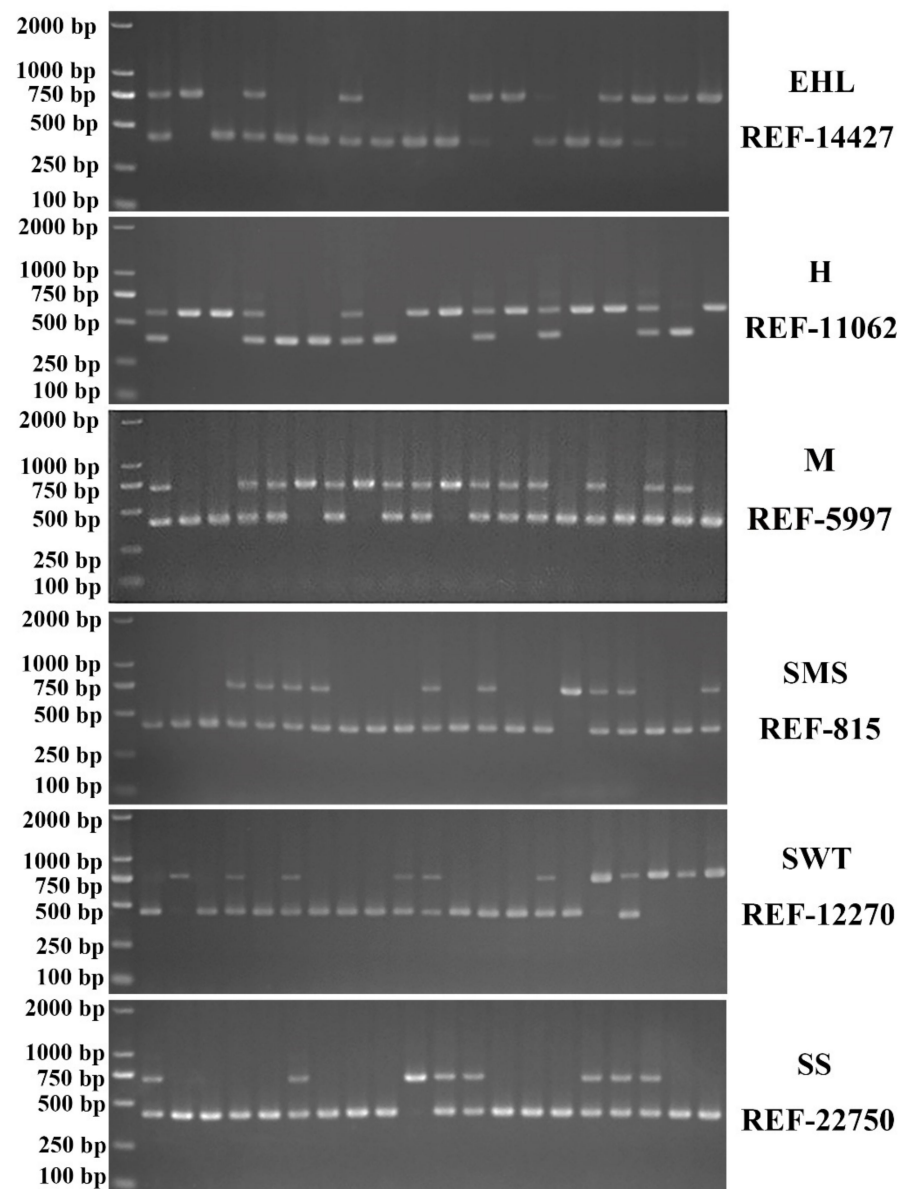 2000 bp
1000 bp
750 bp
500 bp
250 bp
100 bp
EHL
REF-14427
2000 bp
1000 bp
750 bp
500 bp
250 bp
100 bp
H
REF-11062
2000 bp
1000 bp
750 bp
500 bp
250 bp
100 bp
M
REF-5997
2000 bp
1000 bp
750 bp
500 bp
250 bp
100 bp
SMS
REF-815
2000 bp
1000 bp
750 bp
500 bp
250 bp
100 bp
SWT
REF-12270
2000 bp
1000 bp
750 bp
500 bp
250 bp
100 bp
SS
REF-22750